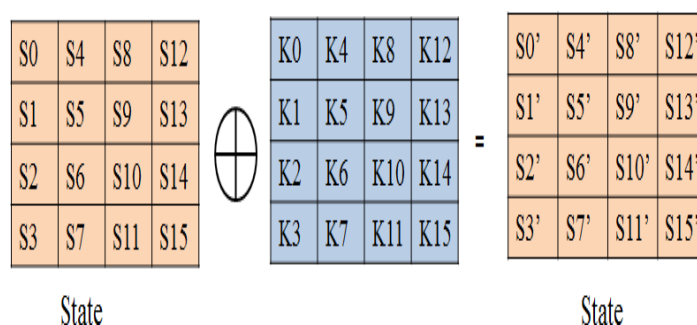 S0 S4 S8 S12 K0 K4 K8 K12 S0’ S4’ S8’ S12’
S1 S5 S9 S13 K1 K5 K9 K13 S1’ S5’ S9’ S13’
S2 S6 S10 S14 K2 K6 K10 K14 S2’ S6’ S10’ S14’
S3 S7 S11 S15 K3 K7 K11 K15 S3’ S7’ S11’ S15’
=
State State